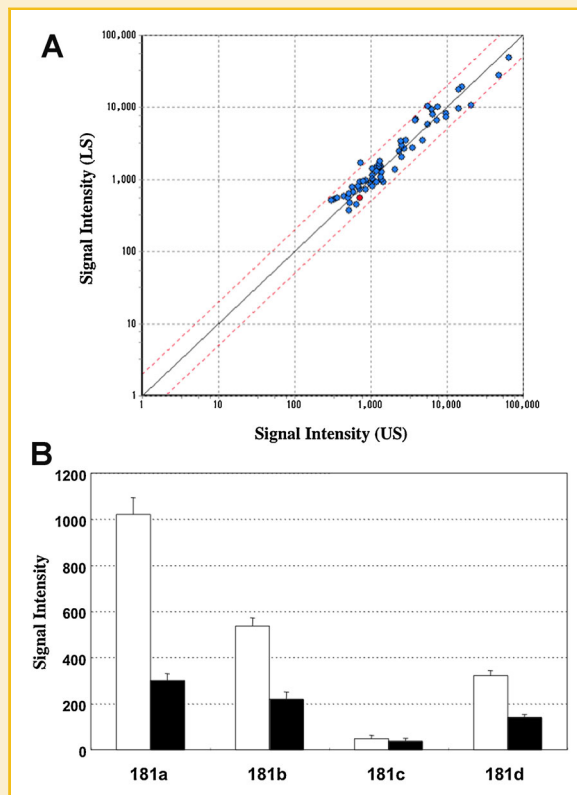 A
100,000
10,000
1,000
100
10
1
Signal Intensity (LS)
1 10 100 1,000 10,000 100,000
Signal Intensity (US)
B
1200
1000
800
600
400
200
0
Signal Intensity
181a 181b 181c 181d